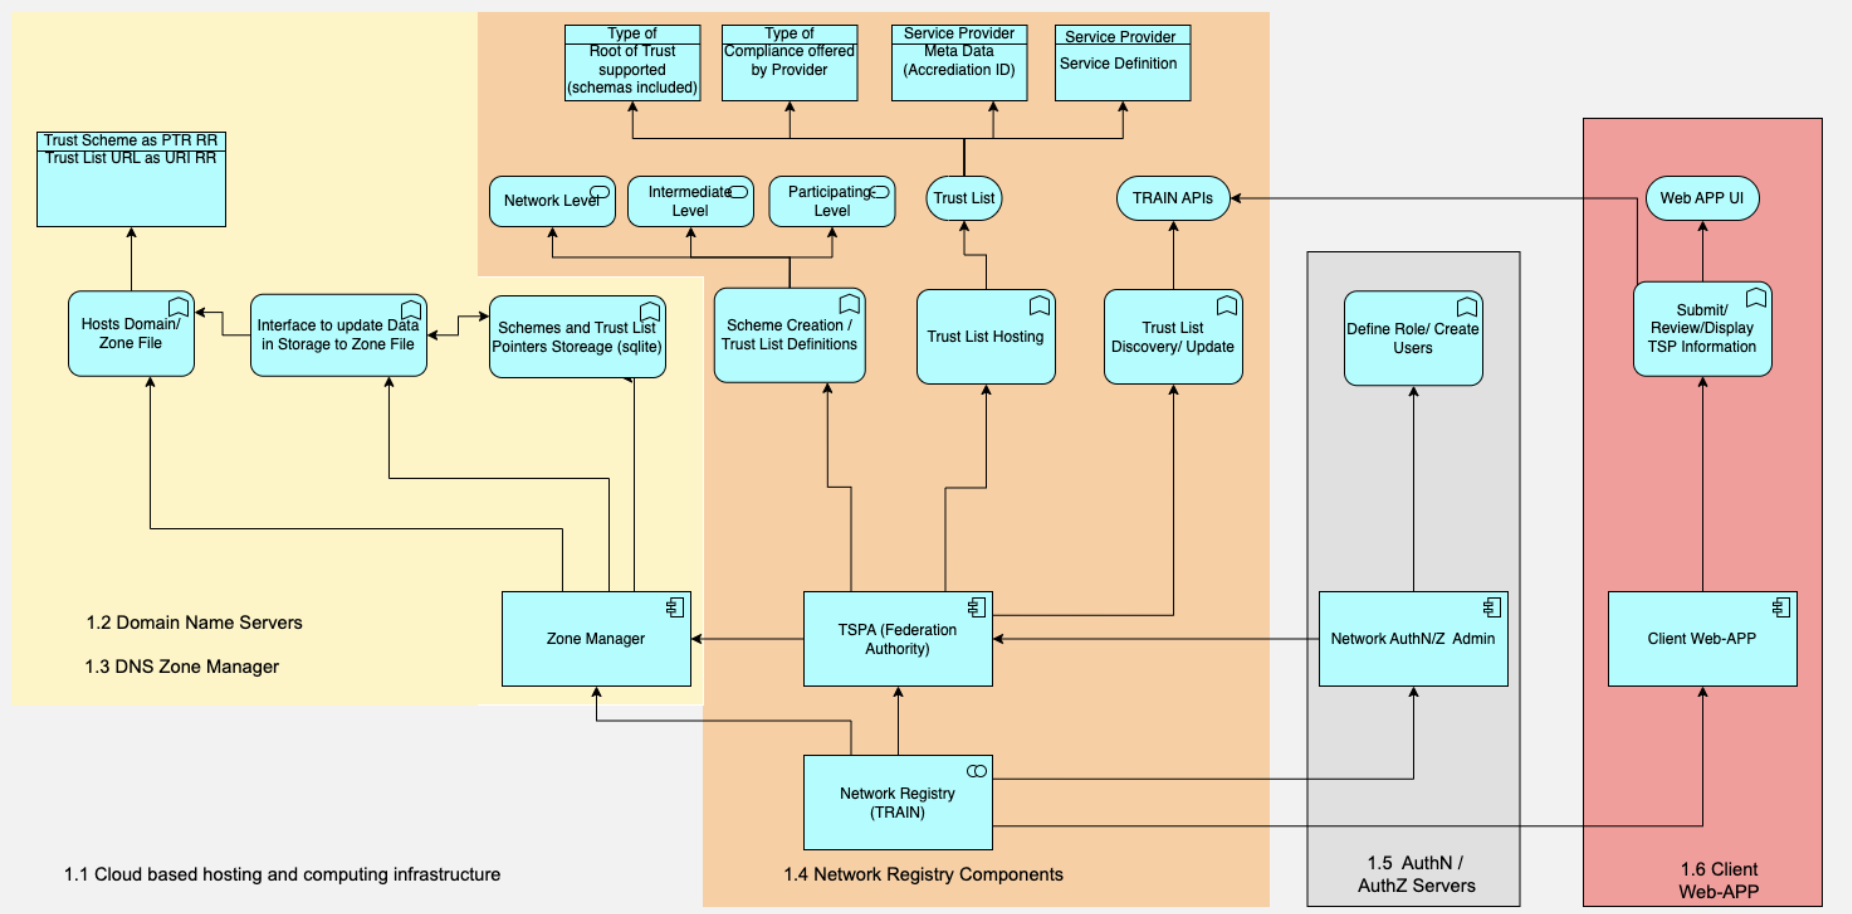 Type of
Root of Trust
supported
(schemas included)
Type of
Compliance offered
by Provider
Service Provider
Meta Data
(Accrediation ID)
Service Provider
Service Definition
Trust Scheme as PTR RR
Trust List URL as URI RR
Network Level
Intermediate
Level
Participating-
Level
Trust List
TRAIN APIs
Web APP UI
Hosts Domain/
Zone File
Interface to update Data
in Storage to Zone File
Schemes and Trust List
Pointers Storeage (sqlite)
Scheme Creation /
Trust List Definitions
Trust List Hosting
Trust List
Discovery/ Update
Define Role/ Create
Users
Submit/
Review/Display
TSP Information
1.2 Domain Name Servers
1.3 DNS Zone Manager
Zone Manager
TSPA (Federation
Authority)
Network AuthN/Z  Admin
Client Web-APP
Network Registry
(TRAIN)
1.1 Cloud based hosting and computing infrastructure
1.4 Network Registry Components
1.5  AuthN /
AuthZ Servers
1.6 Client
Web-APP